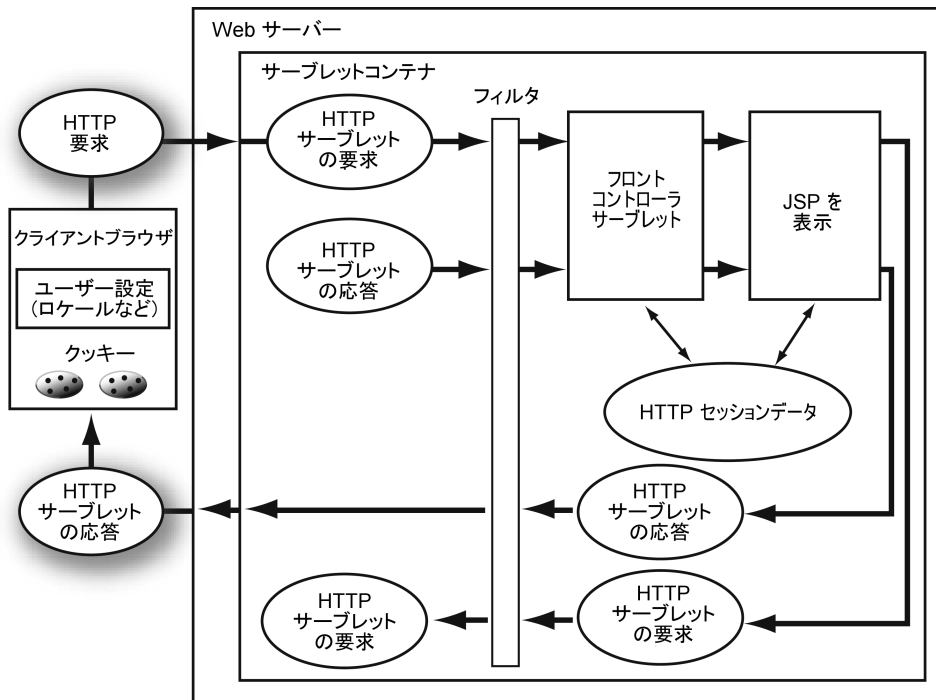 Web サーバー
サーブレットコンテナ
フィルタ
HTTP
要求
HTTP
サーブレット
の要求
フロント
コントローラ
サーブレット
JSP を
表示
クライアントブラウザ
ユーザー設定
(ロケールなど)
クッキー
HTTP
サーブレット
の応答
HTTP セッションデータ
HTTP
サーブレット
の応答
HTTP
サーブレット
の応答
HTTP
サーブレット
の要求
HTTP
サーブレット
の要求